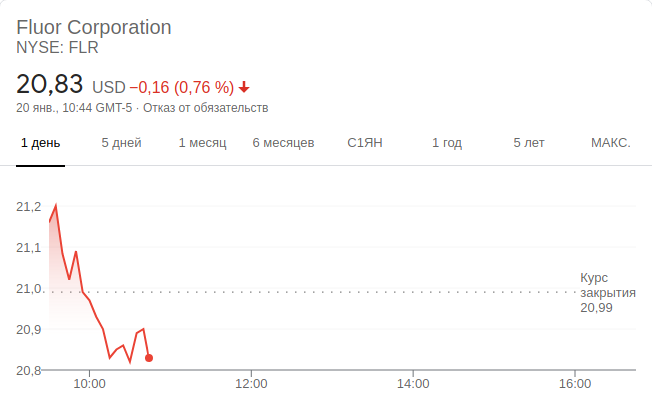 Fluor Corporation
NYSE: FLR
20,83 USD −0,16 (0,76 %)
20 янв., 10:44 GMT-5 · Отказ от обязательств
1 день 5 дней 1 месяц 6 месяцев С1ЯН 1 год 5 лет МАКС.
21,2
21,1
21,0
20,9
20,8
Курс
закрытия
20,99
10:00 12:00 14:00 16:00